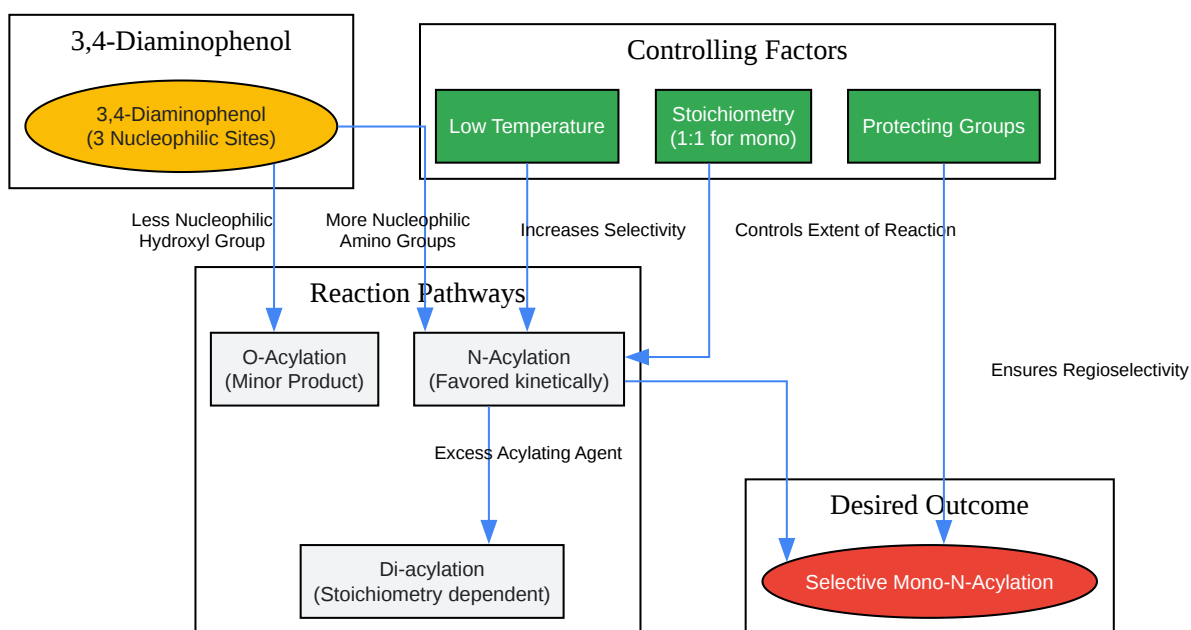 3,4-Diaminophenol
3,4-Diaminophenol
(3 Nucleophilic Sites)
Controlling Factors
Low Temperature
Stoichiometry
(1:1 for mono)
Protecting Groups
Less Nucleophilic
Hydroxyl Group
More Nucleophilic
Amino Groups
Increases Selectivity
Controls Extent of Reaction
Reaction Pathways
O-Acylation
(Minor Product)
N-Acylation
(Favored kinetically)
Ensures Regioselectivity
Excess Acylating Agent
Di-acylation
(Stoichiometry dependent)
Desired Outcome
Selective Mono-N-Acylation